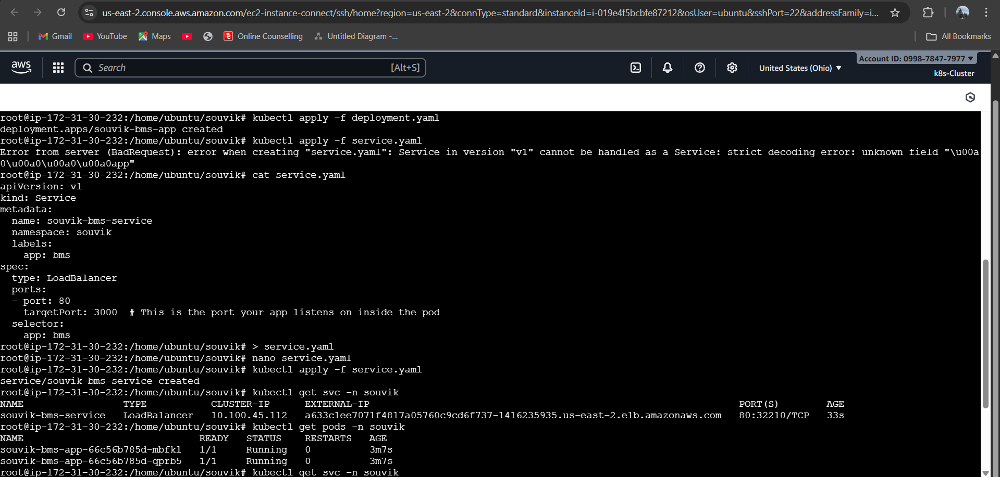 us-east-2.console.aws.amazon.com/ec2-instance-connect/ssh/home?region=us-east-2&connType=standard&instanceId=i-019e4f5bcbfe87212&osUser=ubuntu&sshPort=22&addressFamily=i...
Gmail YouTube Maps Online Counselling Untitled Diagram -... All Bookmarks
aws Search [Alt+S] United States (Ohio) Account ID: 0998-7847-7977
k8s-Cluster
root@ip-172-31-30-232:/home/ubuntu/souvik# kubectl apply -f deployment.yaml
deployment.apps/souvik-bms-app created
root@ip-172-31-30-232:/home/ubuntu/souvik# kubectl apply -f service.yaml
Error from server (BadRequest): error when creating "service.yaml": Service in version "v1" cannot be handled as a Service: strict decoding error: unknown field "\u00a
0\u00a0\u00a0\u00a0app"
root@ip-172-31-30-232:/home/ubuntu/souvik# cat service.yaml
apiVersion: v1
kind: Service
metadata:
  name: souvik-bms-service
  namespace: souvik
  labels:
    app: bms
spec:
  type: LoadBalancer
  ports:
  - port: 80
    targetPort: 3000  # This is the port your app listens on inside the pod
  selector:
    app: bms
root@ip-172-31-30-232:/home/ubuntu/souvik# > service.yaml
root@ip-172-31-30-232:/home/ubuntu/souvik# nano service.yaml
root@ip-172-31-30-232:/home/ubuntu/souvik# kubectl apply -f service.yaml
service/souvik-bms-service created
root@ip-172-31-30-232:/home/ubuntu/souvik# kubectl get svc -n souvik
NAME                 TYPE           CLUSTER-IP      EXTERNAL-IP                                                               PORT(S)        AGE
souvik-bms-service   LoadBalancer   10.100.45.112   a633c1ee7071f4817a05760c9cd6f737-1416235935.us-east-2.elb.amazonaws.com   80:32210/TCP   33s
root@ip-172-31-30-232:/home/ubuntu/souvik# kubectl get pods -n souvik
NAME                              READY   STATUS    RESTARTS   AGE
souvik-bms-app-66c56b785d-mbfkl   1/1     Running   0          3m7s
souvik-bms-app-66c56b785d-qprb5   1/1     Running   0          3m7s
root@ip-172-31-30-232:/home/ubuntu/souvik# kubectl get svc -n souvik